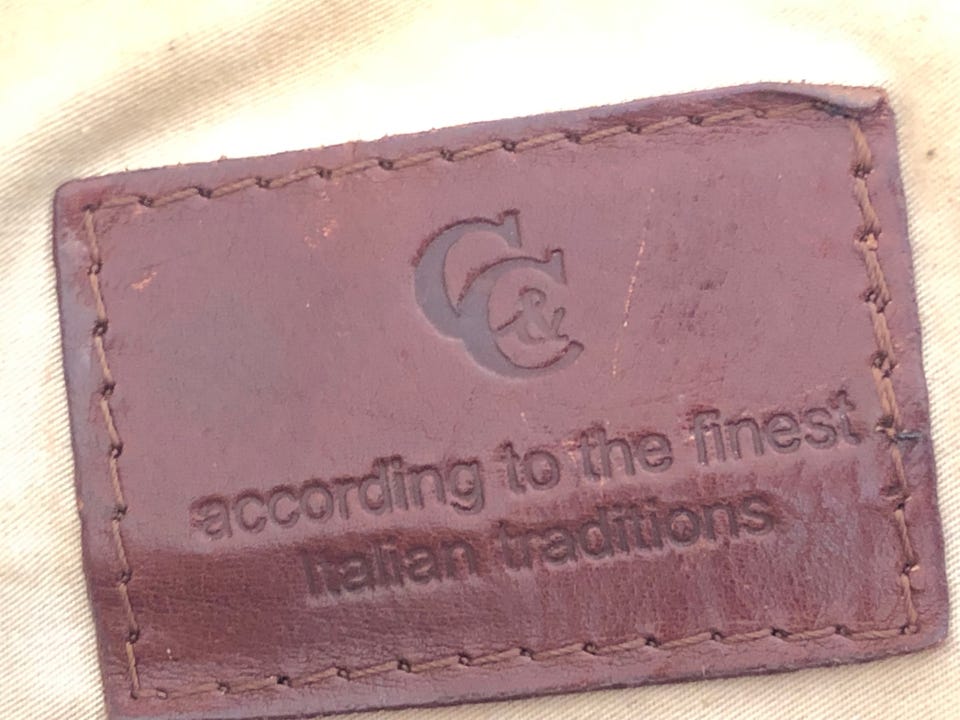 C&C
according to the finest
Italian traditions